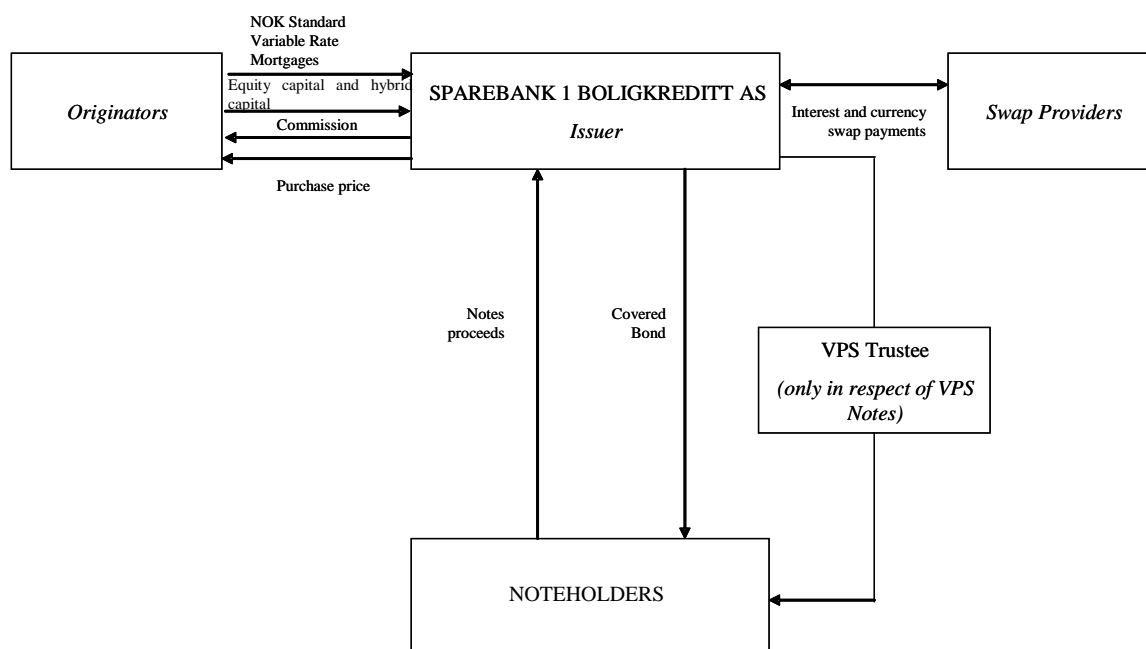 NOK Standard
Variable Rate
Mortgages
Originators
Equity capital and hybrid
capital
Commission
Purchase price
SPAREBANK 1 BOLIGKREDITT AS
Issuer
Interest and currency
swap payments
Swap Providers
Notes
proceeds
Covered
Bond
VPS Trustee
(only in respect of VPS
Notes)
NOTEHOLDERS